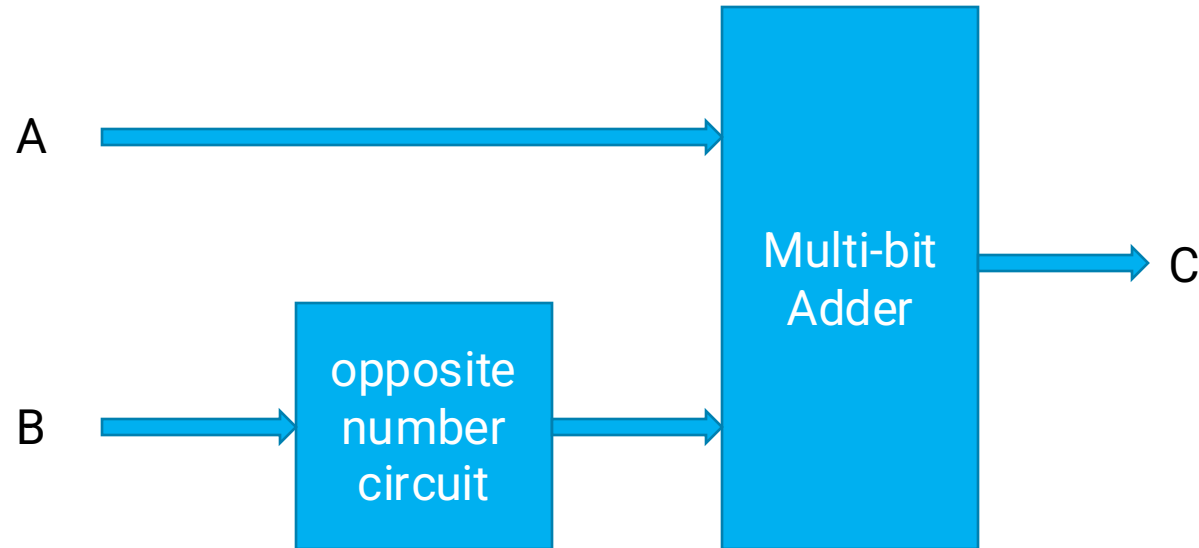 A
Multi-bit
Adder
C
opposite
number
circuit
B